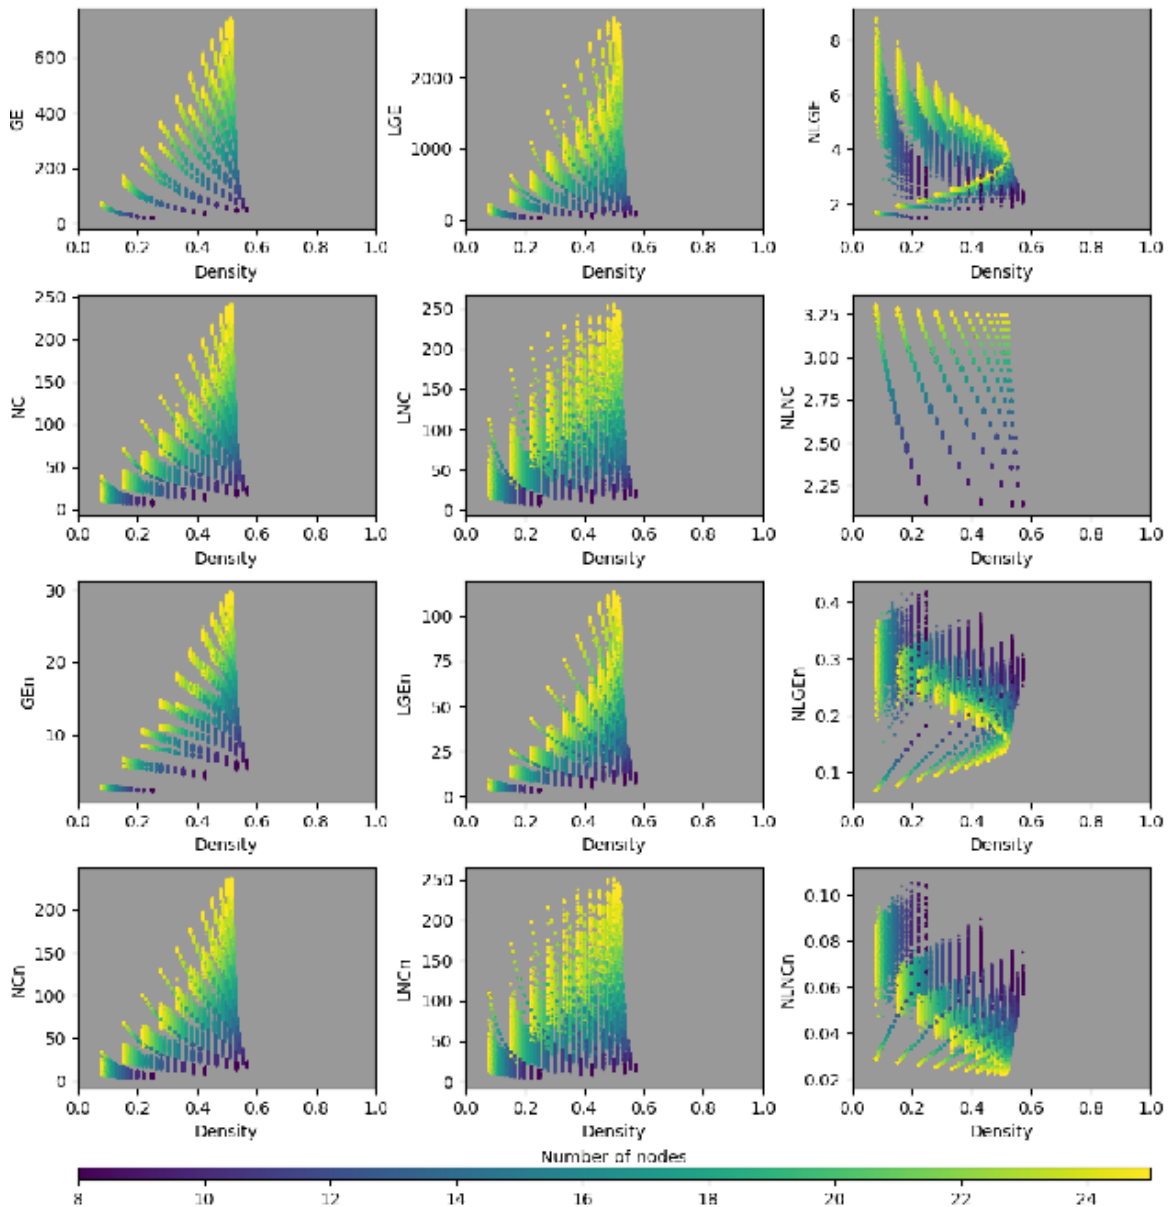 600
400
200
0
GE
0.0 0.2 0.4 0.6 0.8 1.0
Density
2000
1000
0
LGE
0.0 0.2 0.4 0.6 0.8 1.0
Density
8
6
4
2
NLGE
0.0 0.2 0.4 0.6 0.8 1.0
Density
250
200
150
100
50
0
NC
0.0 0.2 0.4 0.6 0.8 1.0
Density
250
200
150
100
50
0
LNC
0.0 0.2 0.4 0.6 0.8 1.0
Density
3.25
3.00
2.75
2.50
2.25
NLNC
0.0 0.2 0.4 0.6 0.8 1.0
Density
30
20
10
GEn
0.0 0.2 0.4 0.6 0.8 1.0
Density
100
75
50
25
0
LGEn
0.0 0.2 0.4 0.6 0.8 1.0
Density
0.4
0.3
0.2
0.1
NLGEn
0.0 0.2 0.4 0.6 0.8 1.0
Density
200
150
100
50
0
NCn
0.0 0.2 0.4 0.6 0.8 1.0
Density
250
200
150
100
50
0
LNCn
0.0 0.2 0.4 0.6 0.8 1.0
Density
0.10
0.08
0.06
0.04
0.02
NLNCn
0.0 0.2 0.4 0.6 0.8 1.0
Density
Number of nodes
8 10 12 14 16 18 20 22 24